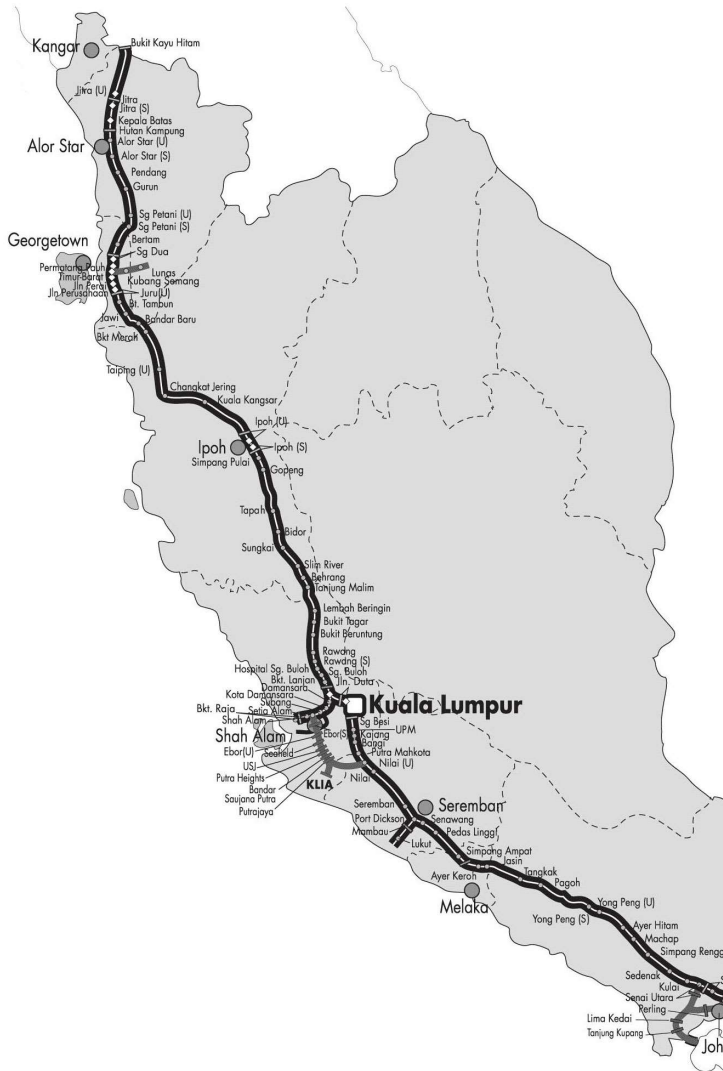 Kangar
Bukit Kayu Hitam
Jitra (U)
Jitra
Jitra (S)
Kepala Batas
Hutan Kampung
Alor Star (U)
Alor Star
Alor Star (S)
Pendang
Gurun
Sg Petani (U)
Sg Petani (S)
Bertam
Georgetown
Sg Dua
Permatang Pauh
Lunas
Timur-Barat
Kubang Semang
Jln Perai
Jln Perusahaan
Juru(U)
Bt. Tambun
Jawi
Bandar Baru
Bkt Merah
Taiping (U)
Changkat Jering
Kuala Kangsar
Ipoh (U)
Ipoh
Ipoh (S)
Simpang Pulai
Gopeng
Tapah
Bidor
Sungkai
Slim River
Behrang
Tanjung Malim
Lembah Beringin
Bukit Tagar
Bukit Beruntung
Rawang
Rawang (S)
Hospital Sg. Buloh
Sg. Buloh
Bkt. Lanjan
Jln. Duta
Damansara
Kota Damansara
Subang
Setia Alam
Bkt. Raja
Kuala Lumpur
Shah Alam
Sg Besi
Shah Alam
Ebor(S)
Kajang
UPM
Bangi
Ebor(U)
Seafield
Putra Mahkota
USJ
Nilai (U)
Putra Heights
Nilai
Bandar
Saujana Putra
KLIA
Putrajaya
Seremban
Seremban
Port Dickson
Senawang
Mambau
Pedas Linggi
Lukut
Simpang Ampat
Jasin
Ayer Keroh
Tangkak
Pagoh
Melaka
Yong Peng (U)
Yong Peng (S)
Ayer Hitam
Machap
Simpang Rengg
Sedenak
Kulai
Senai Utara
Perling
Lima Kedai
Tanjung Kupang
Joh